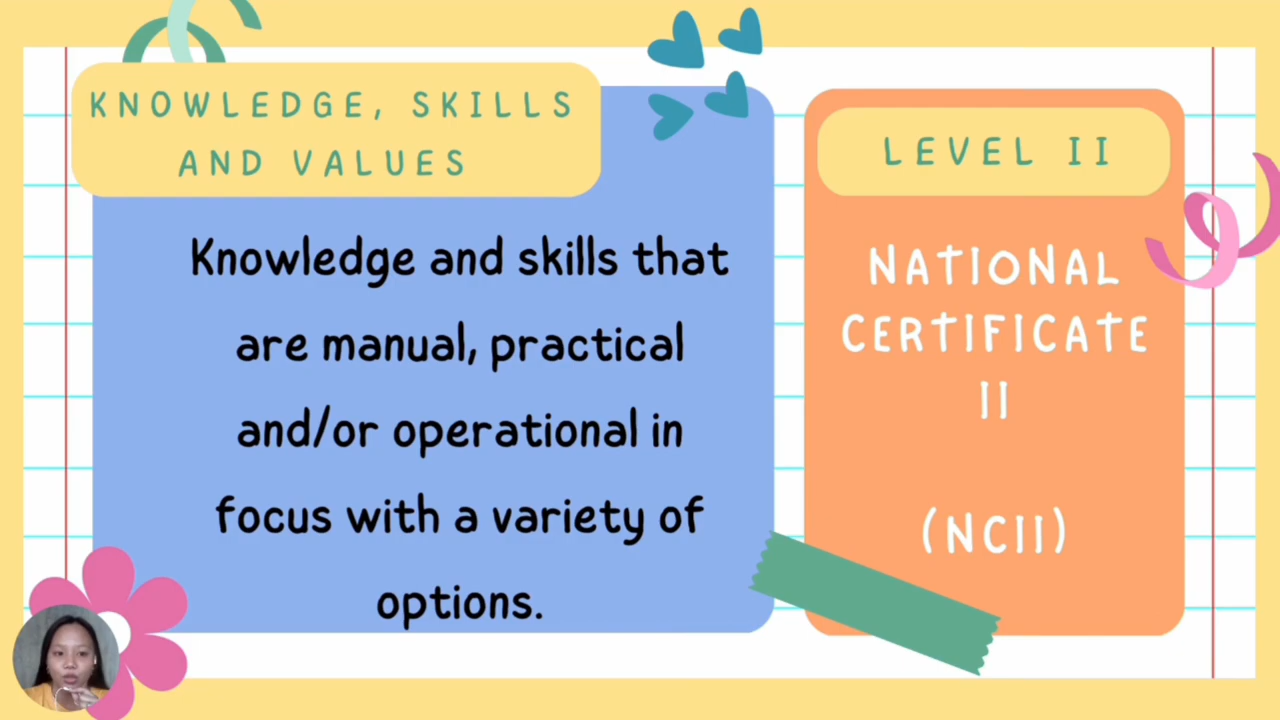 KNOWLEDGE, SKILLS
AND VALUES
Knowledge and skills that
are manual, practical
and/or operational in
focus with a variety of
options.
LEVEL II
NATIONAL
CERTIFICATE
II
(NCII)